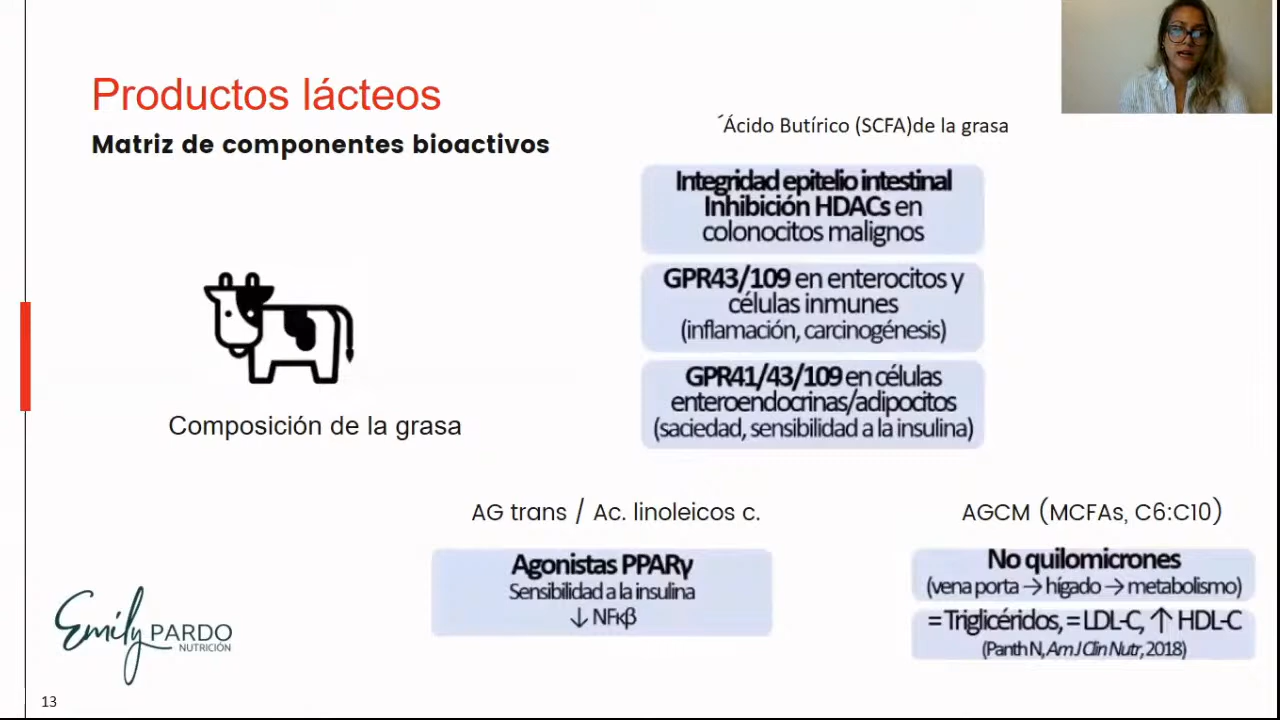 Productos lácteos
Matriz de componentes bioactivos
´Ácido Butírico (SCFA)de la grasa
Integridad epitelio intestinal
Inhibición HDACs en
colonocitos malignos
GPR43/109 en enterocitos y
células inmunes
(inflamación, carcinogénesis)
GPR41/43/109 en células
enteroendocrinas/adipocitos
(saciedad, sensibilidad a la insulina)
Composición de la grasa
AG trans / Ac. linoleicos c.
Agonistas PPARγ
Sensibilidad a la insulina
↓ NFκβ
AGCM (MCFAs, C6:C10)
No quilomicrones
(vena porta → hígado → metabolismo)
= Triglicéridos, = LDL-C, ↑ HDL-C
(Panth N, Am J Clin Nutr, 2018)
Emily PARDO
NUTRICIÓN
13